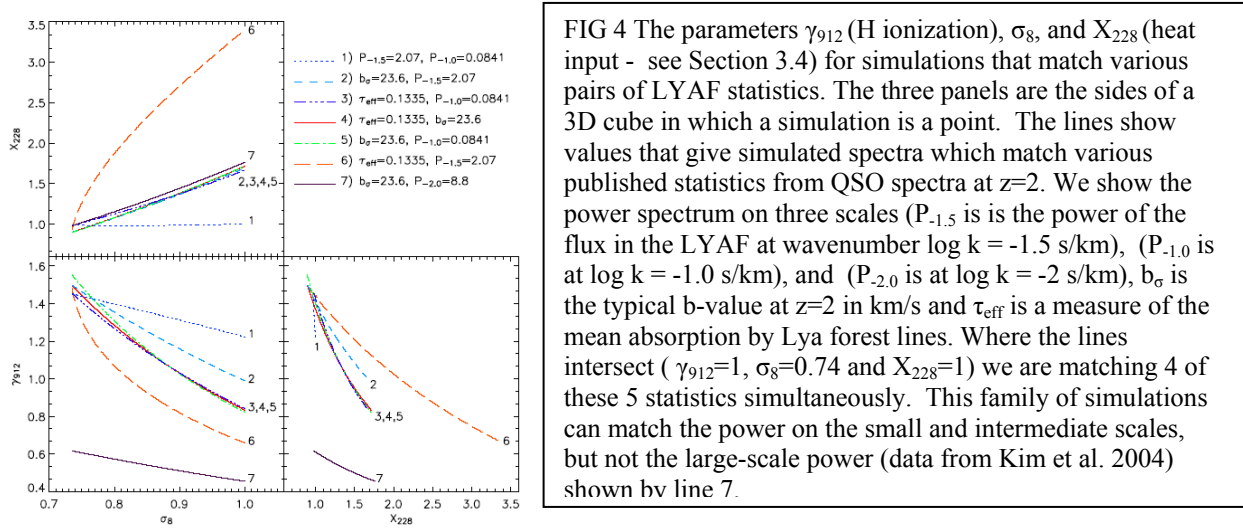 3.5
3.0
2.5
2.0
1.5
1.0
X228
6
7
2,3,4,5
1
1) P−1.5=2.07, P−1.0=0.0841
2) bσ=23.6, P−1.5=2.07
3) τeff=0.1335, P−1.0=0.0841
4) τeff=0.1335, bσ=23.6
5) bσ=23.6, P−1.0=0.0841
6) τeff=0.1335, P−1.5=2.07
7) bσ=23.6, P−2.0=8.8
1.6
1.4
1.2
1.0
0.8
0.6
0.4
γ912
1
2
3,4,5
6
7
0.7 0.8 0.9 1.0
σ8
1
2
3,4,5
6
7
1.0 1.5 2.0 2.5 3.0 3.5
X228
FIG 4 The parameters γ912 (H ionization), σ8, and X228 (heat
input - see Section 3.4) for simulations that match various
pairs of LYAF statistics. The three panels are the sides of a
3D cube in which a simulation is a point. The lines show
values that give simulated spectra which match various
published statistics from QSO spectra at z=2. We show the
power spectrum on three scales (P-1.5 is is the power of the
flux in the LYAF at wavenumber log k = -1.5 s/km), (P-1.0 is
at log k = -1.0 s/km), and (P-2.0 is at log k = -2 s/km), bσ is
the typical b-value at z=2 in km/s and τeff is a measure of the
mean absorption by Lya forest lines. Where the lines
intersect ( γ912=1, σ8=0.74 and X228=1) we are matching 4 of
these 5 statistics simultaneously. This family of simulations
can match the power on the small and intermediate scales,
but not the large-scale power (data from Kim et al. 2004)
shown by line 7.